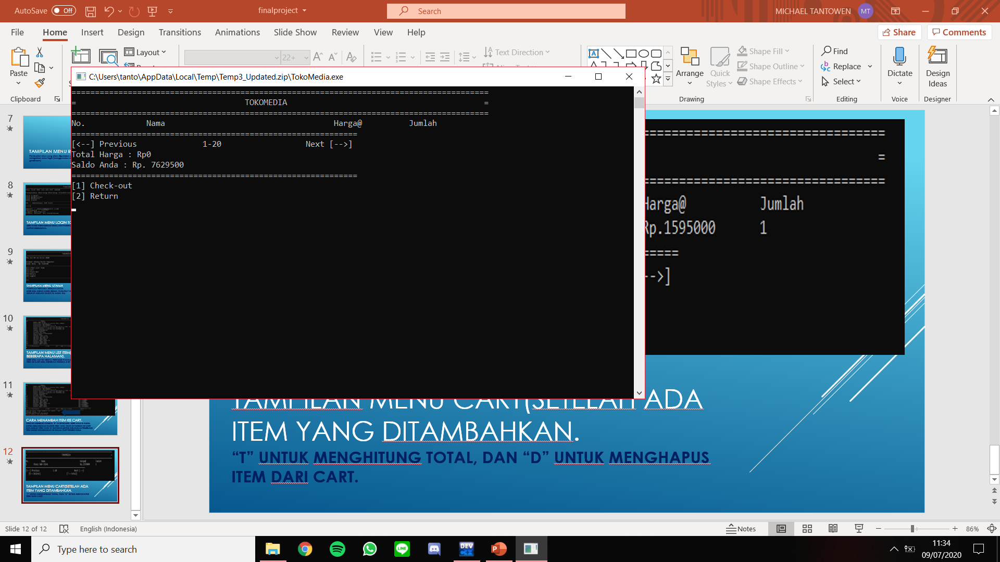 AutoSave Off
finalproject
Search
MICHAEL TANTOWEN MT
File Home Insert Design Transitions Animations Slide Show Review View Help
Share Comments
Paste
Layout
22+
Text Direction
Arrange
Quick
Styles
Shape Fill
Shape Outline
Shape Effects
Find
Replace
Select
Dictate
Design
Ideas
Clipboard
Drawing
Editing
Voice
Designer
C:\Users\tanto\AppData\Local\Temp\Temp3_Updated.zip\TokoMedia.exe
= TOKOMEDIA =
No. Nama Harga@ Jumlah
[<--] Previous 1-20 Next [-->]
Total Harga : Rp0
Saldo Anda : Rp. 7629500
[1] Check-out
[2] Return
=
Harga@ Jumlah
Rp.1595000 1
-->]
TAMPILAN MENU CART(SETELAH ADA
ITEM YANG DITAMBAHKAN.
“T” UNTUK MENGHITUNG TOTAL, DAN “D” UNTUK MENGHAPUS
ITEM DARI CART.
7
TAMPILAN MENU R
8
TAMPILAN MENU LOGIN TO
9
TAMPILAN MENU UTAMA
10
TAMPILAN MENU LIST ITEM(
BEBERAPA HALAMAN).
11
CARA MENAMBAH ITEM KE CART.
12
TAMPILAN MENU CART(SETELAH ADA
ITEM YANG DITAMBAHKAN.
Slide 12 of 12
English (Indonesia)
Notes
86%
Type here to search
DEV
P
LINE
11:34
09/07/2020